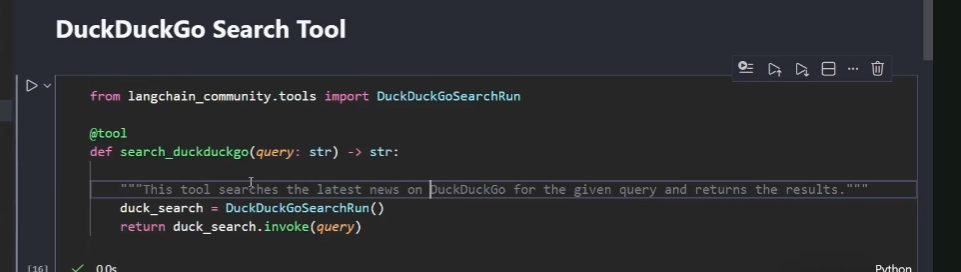 DuckDuckGo Search Tool
from langchain_community.tools import DuckDuckGoSearchRun
@tool
def search_duckduckgo(query: str) -> str:
"""This tool searches the latest news on DuckDuckGo for the given query and returns the results."""
duck_search = DuckDuckGoSearchRun()
return duck_search.invoke(query)
[16]
0.0s
Python